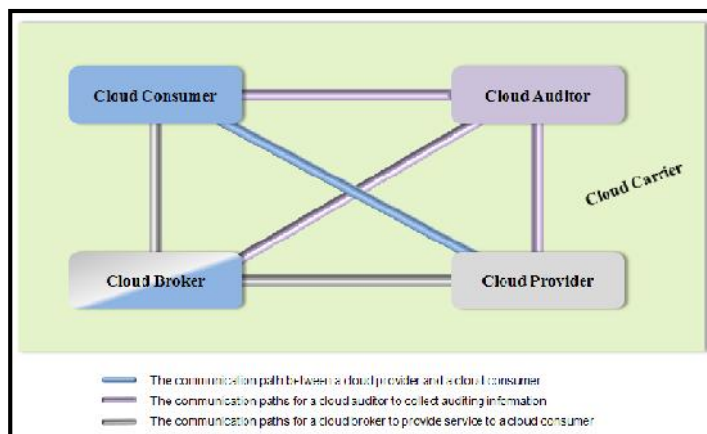 Cloud Consumer
Cloud Auditor
Cloud Carrier
Cloud Broker
Cloud Provider
The communication path between a cloud provider and a cloud consumer
The communication paths for a cloud auditor to collect auditing information
The communication paths for a cloud broker to provide service to a cloud consumer